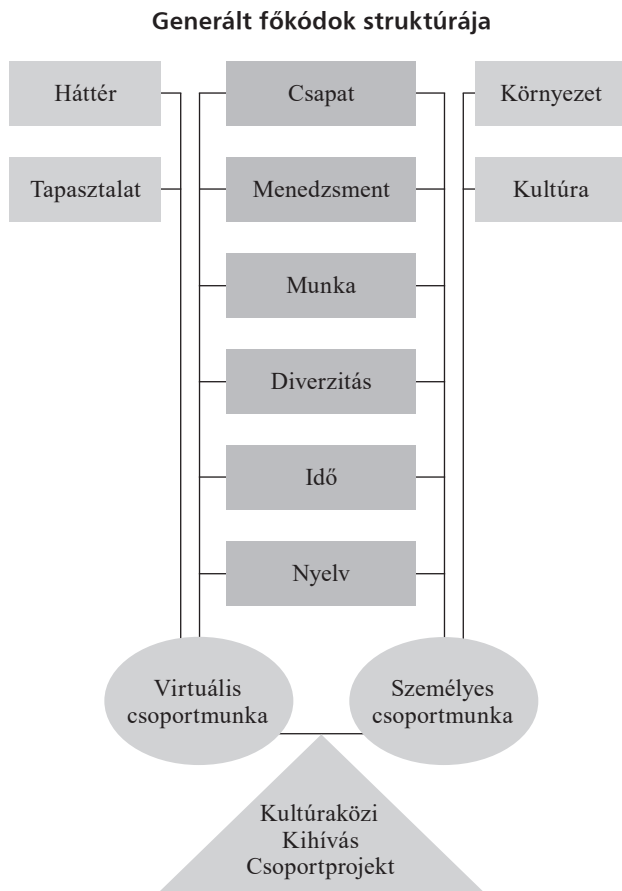 Generált főkódok struktúrája
Háttér
Csapat
Környezet
Tapasztalat
Menedzsment
Kultúra
Munka
Diverzitás
Idő
Nyelv
Virtuális
csoportmunka
Személyes
csoportmunka
Kultúraközi
Kihívás
Csoportprojekt